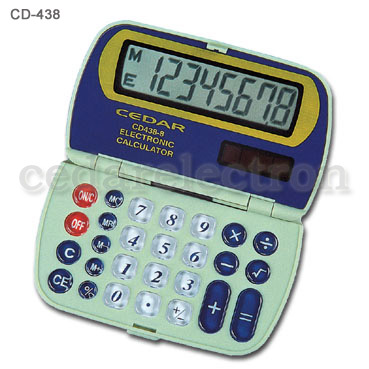 CD-438
M
E 12345678
CEDAR
CD438-8
ELECTRONIC
CALCULATOR
cedarelectron
ON/C MC 7 8 9 × ÷
OFF MR 4 5 6 − √
C M- 1 2 3 + =
CE M+ % 0 · +/-